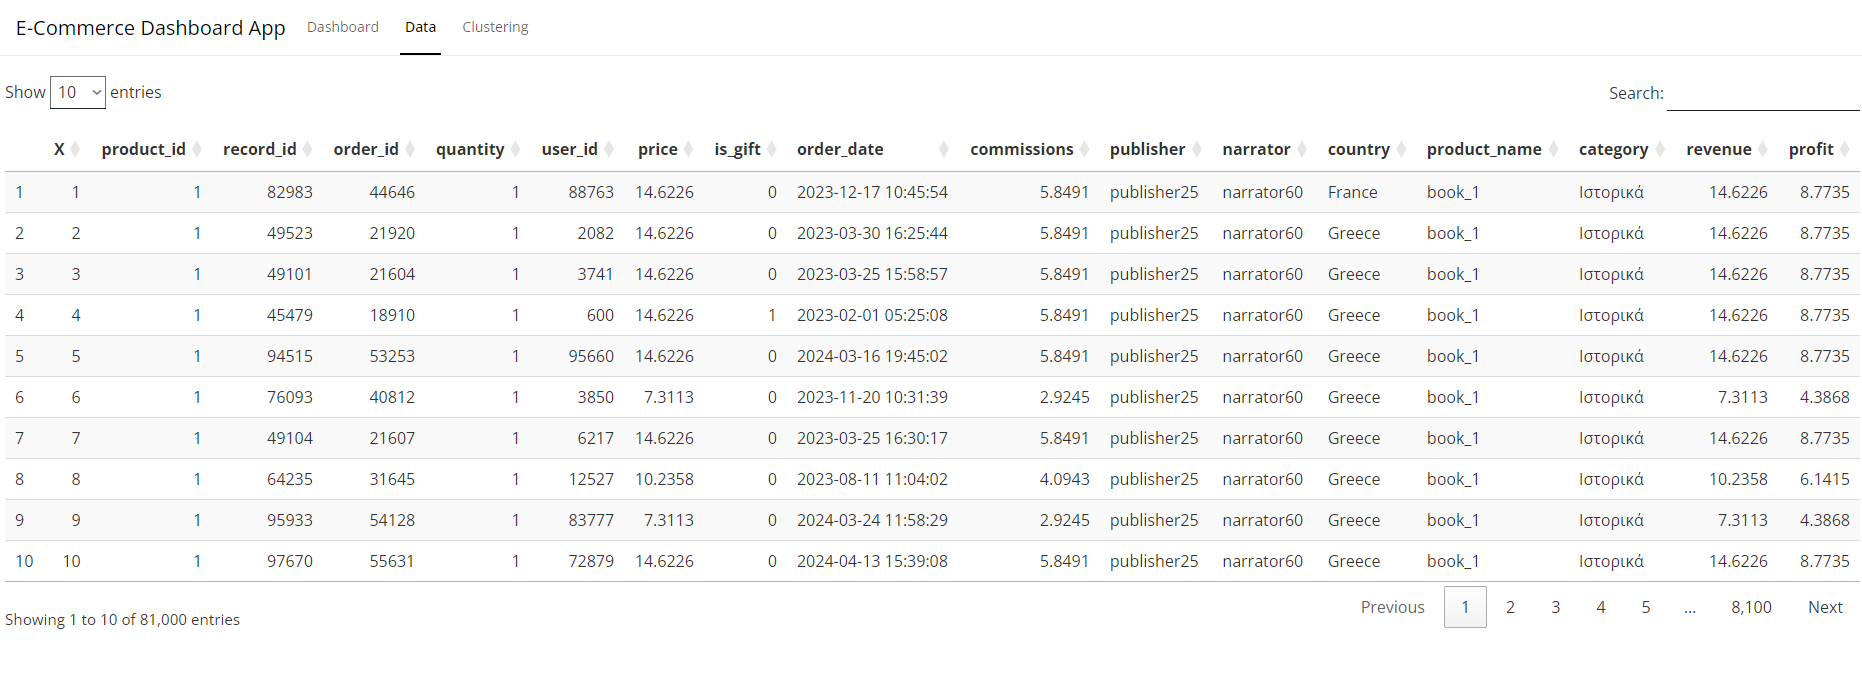 E-Commerce Dashboard App Dashboard Data Clustering
Show 10 entries Search:
X product_id record_id order_id quantity user_id price is_gift order_date commissions publisher narrator country product_name category revenue profit
1 1 1 82983 44646 1 88763 14.6226 0 2023-12-17 10:45:54 5.8491 publisher25 narrator60 France book_1 Ιστορικά 14.6226 8.7735
2 2 1 49523 21920 1 2082 14.6226 0 2023-03-30 16:25:44 5.8491 publisher25 narrator60 Greece book_1 Ιστορικά 14.6226 8.7735
3 3 1 49101 21604 1 3741 14.6226 0 2023-03-25 15:58:57 5.8491 publisher25 narrator60 Greece book_1 Ιστορικά 14.6226 8.7735
4 4 1 45479 18910 1 600 14.6226 1 2023-02-01 05:25:08 5.8491 publisher25 narrator60 Greece book_1 Ιστορικά 14.6226 8.7735
5 5 1 94515 53253 1 95660 14.6226 0 2024-03-16 19:45:02 5.8491 publisher25 narrator60 Greece book_1 Ιστορικά 14.6226 8.7735
6 6 1 76093 40812 1 3850 7.3113 0 2023-11-20 10:31:39 2.9245 publisher25 narrator60 Greece book_1 Ιστορικά 7.3113 4.3868
7 7 1 49104 21607 1 6217 14.6226 0 2023-03-25 16:30:17 5.8491 publisher25 narrator60 Greece book_1 Ιστορικά 14.6226 8.7735
8 8 1 64235 31645 1 12527 10.2358 0 2023-08-11 11:04:02 4.0943 publisher25 narrator60 Greece book_1 Ιστορικά 10.2358 6.1415
9 9 1 95933 54128 1 83777 7.3113 0 2024-03-24 11:58:29 2.9245 publisher25 narrator60 Greece book_1 Ιστορικά 7.3113 4.3868
10 10 1 97670 55631 1 72879 14.6226 0 2024-04-13 15:39:08 5.8491 publisher25 narrator60 Greece book_1 Ιστορικά 14.6226 8.7735
Showing 1 to 10 of 81,000 entries Previous 1 2 3 4 5 ... 8,100 Next